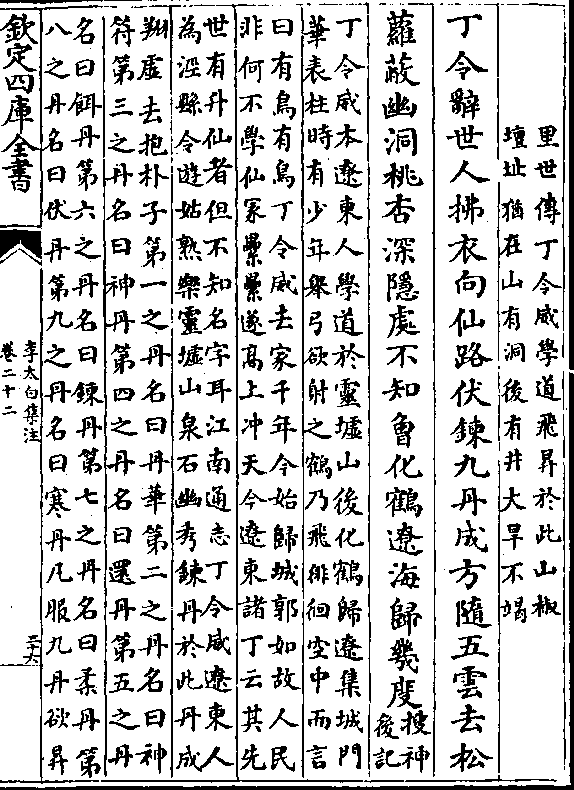 里世傳丁令威學道飛昇於此山椒
壇址猶在山有洞後有井大旱不竭
丁令辭世人拂衣向仙路伏鍊九丹成方隨五雲去松
蘿蔽幽洞桃杏深隱處不知曾化鶴遼海歸幾度
搜神
後記
丁令威本遼東人學道於靈墟山後化鶴歸遼集城門
華表柱時有少年舉弓欲射之鶴乃飛徘徊空中而言
曰有鳥有鳥丁令威去家千年今始歸城郭如故人民
非何不學仙冢纍纍遂高上冲天今遼東諸丁云其先
世有升仙者但不知名字耳江南通志丁令威遼東人
為涇縣令遊姑熟樂靈墟山泉石幽秀鍊丹於此丹成
翔虛去抱朴子第一之丹名曰丹華第二之丹名曰神
符第三之丹名曰神丹第四之丹名曰還丹第五之丹
名曰餌丹第六之丹名曰鍊丹第七之丹名曰柔丹第
八之丹名曰伏丹第九之丹名曰寒丹凡服九丹欲昇
欽定四庫全書
李太白集注
卷二十二
三十六